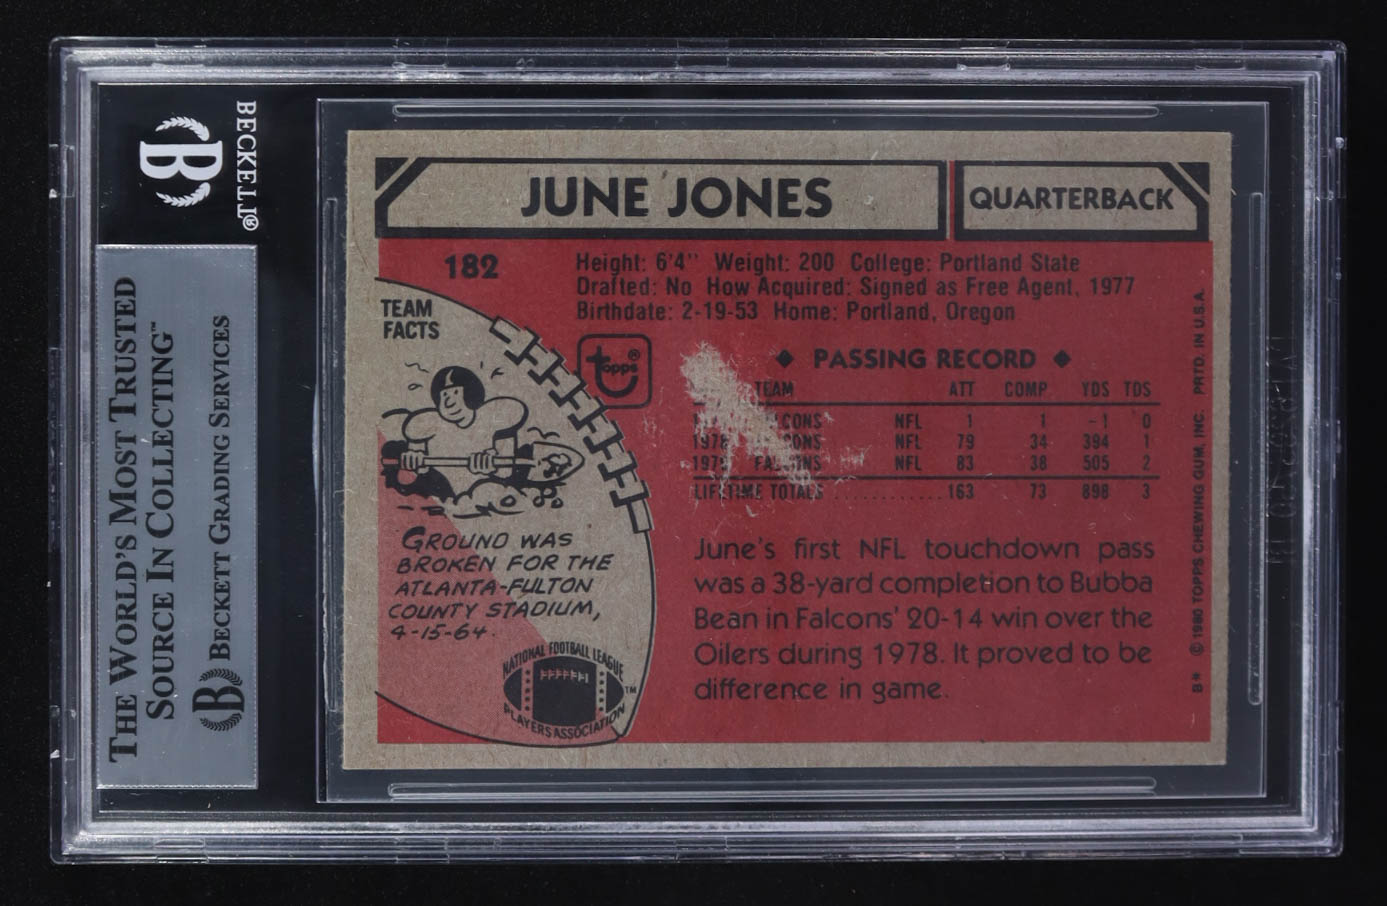 BECKETT®
B
THE WORLD'S MOST TRUSTED
SOURCE IN COLLECTING™
B BECKETT GRADING SERVICES
JUNE JONES
QUARTERBACK
182
Height: 6'4" Weight: 200 College: Portland State
Drafted: No How Acquired: Signed as Free Agent, 1977
Birthdate: 2-19-53 Home: Portland, Oregon
TEAM
FACTS
topps®
GROUND WAS
BROKEN FOR THE
ATLANTA-FULTON
COUNTY STADIUM,
4-15-64.
NATIONAL FOOTBALL LEAGUE
PLAYERS ASSOCIATION
TM
◆ PASSING RECORD ◆
TEAM ATT COMP YDS TDS
NFL 1 1 -1 0
1978 NFL 79 34 394 1
NFL 83 38 505 2
LIFETIME TOTALS ............ 163 73 898 3
June's first NFL touchdown pass
was a 38-yard completion to Bubba
Bean in Falcons' 20-14 win over the
Oilers during 1978. It proved to be
difference in game.
B* © 1980 TOPPS CHEWING GUM, INC. PRTD. IN U.S.A.